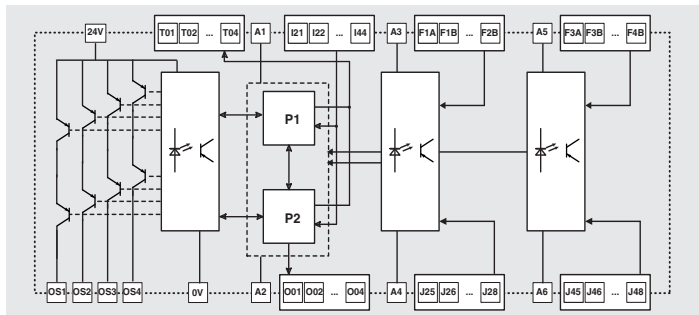 24V T01 T02 ... T04 A1 I21 I22 ... I44 A3 F1A F1B ... F2B A5 F3A F3B ... F4B
P1
P2
OS1 OS2 OS3 OS4 0V A2 O01 O02 ... O04 A4 J25 J26 ... J28 A6 J45 J46 ... J48